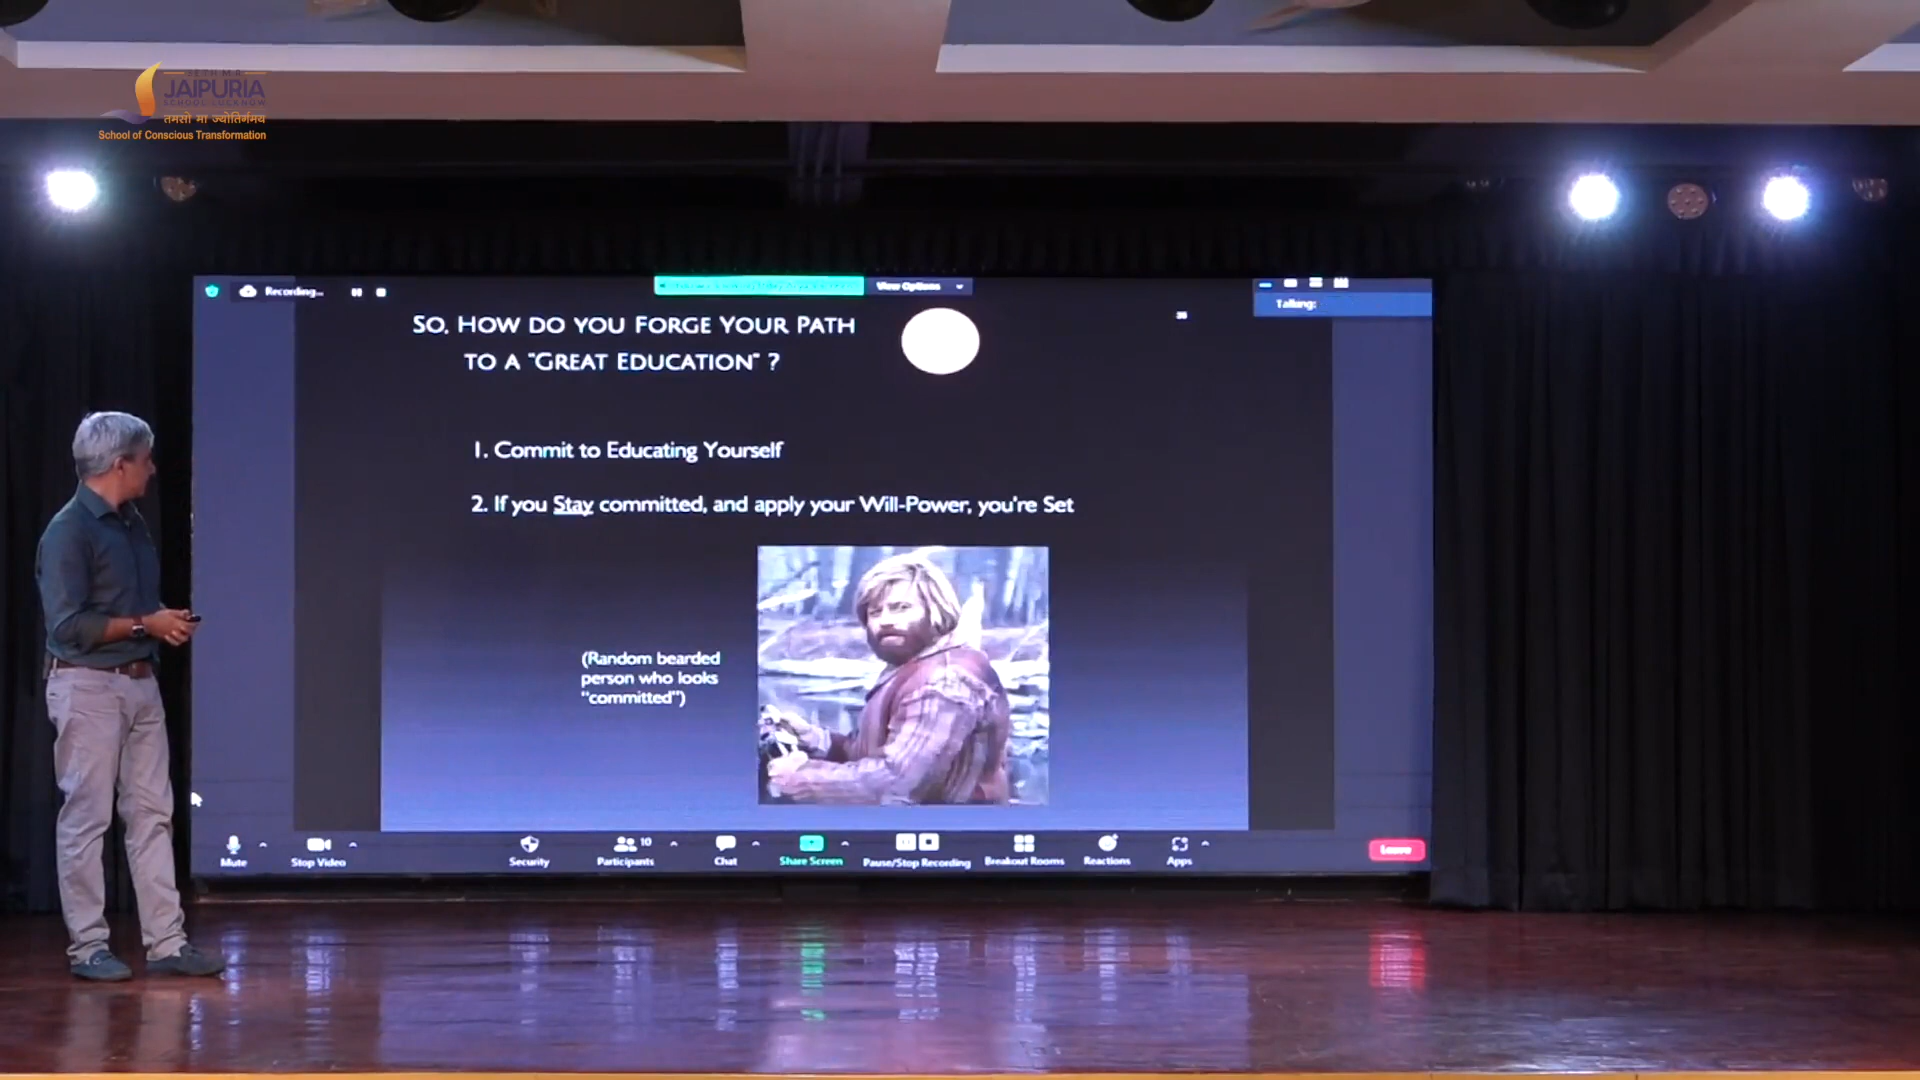 SETH M.R.
JAIPURIA
SCHOOL LUCKNOW
तमसो मा ज्योतिर्गमय
School of Conscious Transformation
Recording...
View Options
Talking:
SO, HOW DO YOU FORGE YOUR PATH
TO A "GREAT EDUCATION" ?
1. Commit to Educating Yourself
2. If you Stay committed, and apply your Will-Power, you're Set
(Random bearded
person who looks
"committed")
Mute
Stop Video
Security
10
Participants
Chat
Share Screen
Pause/Stop Recording
Breakout Rooms
Reactions
Apps
Leave